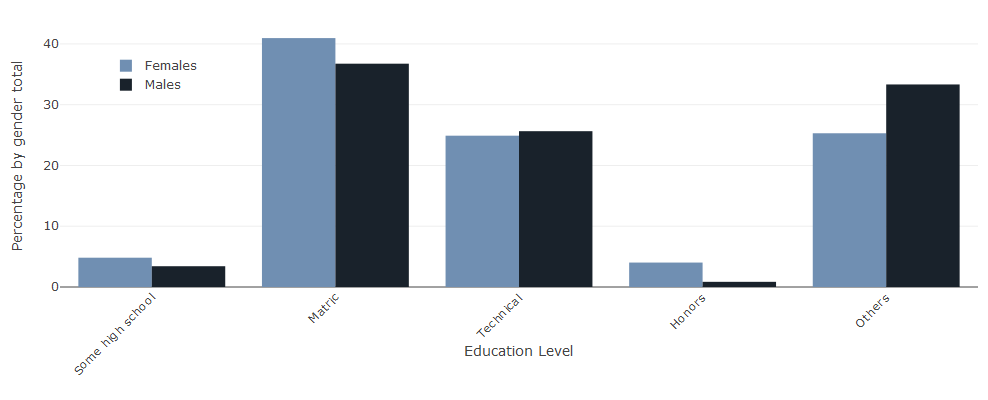 Percentage by gender total
40
30
20
10
0
Females
Males
Some high school
Matric
Technical
Honors
Others
Education Level